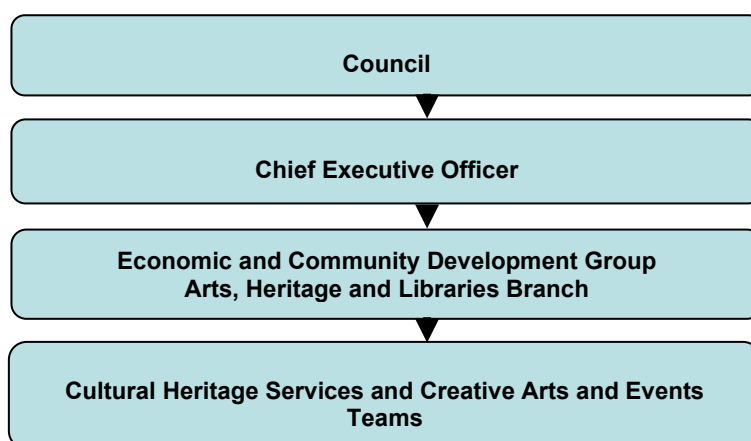 Council
Chief Executive Officer
Economic and Community Development Group
Arts, Heritage and Libraries Branch
Cultural Heritage Services and Creative Arts and Events
Teams